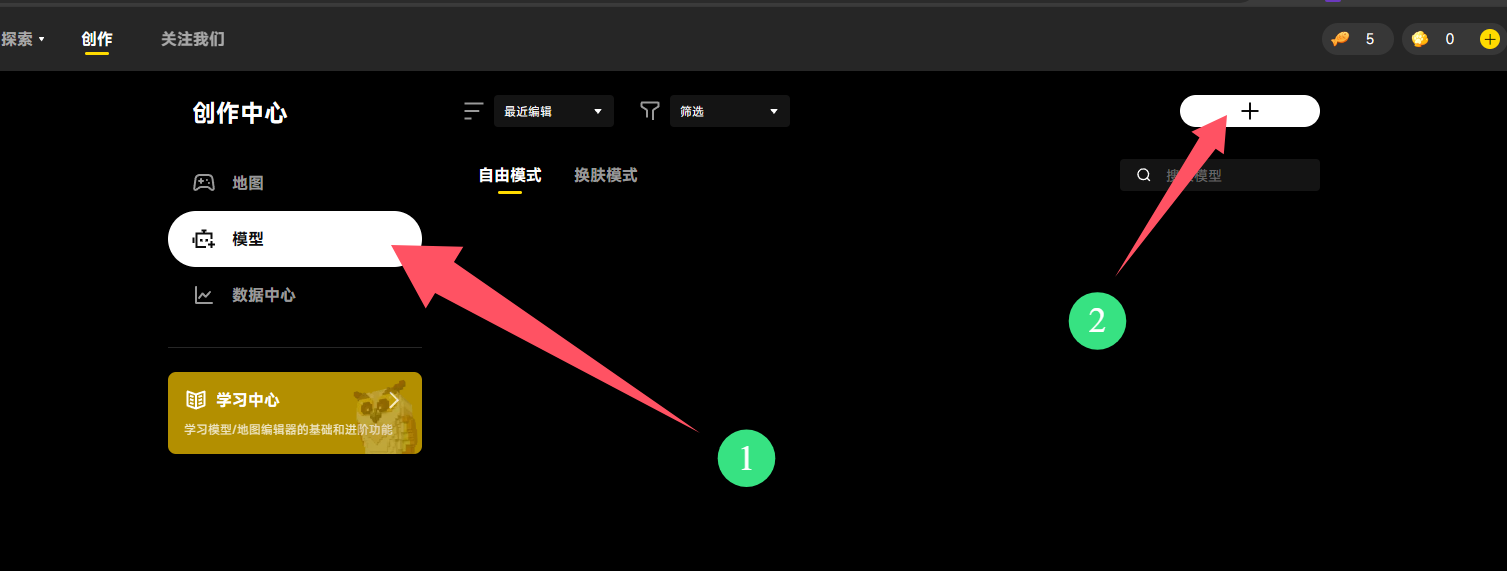 探索 创作 关注我们 5 0
创作中心 最近编辑 筛选
地图 自由模式 换肤模式 模型
模型
数据中心
2
学习中心
学习模型/地图编辑器的基础和进阶功能
1